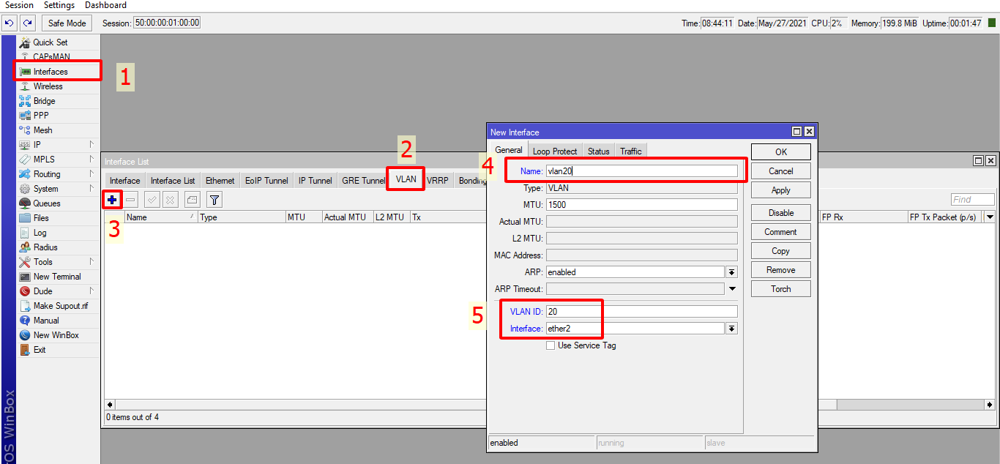 Session Settings Dashboard
Safe Mode Session: 50:00:00:01:00:00 Time: 08:44:11 Date: May/27/2021 CPU: 2% Memory: 199.8 MiB Uptime: 00:01:47
Quick Set
CAPsMAN
Interfaces
1
Wireless
Bridge
PPP
Mesh
IP
MPLS
Routing
System
Queues
Files
Log
Radius
Tools
New Terminal
Dude
Make Supout.rif
Manual
New WinBox
Exit
OS WinBox
Interface List
2
Interface Interface List Ethernet EoIP Tunnel IP Tunnel GRE Tunnel VLAN VRRP Bonding
3
Find
Name / Type MTU Actual MTU L2 MTU Tx FP Rx FP Tx Packet (p/s)
0 items out of 4
New Interface
General Loop Protect Status Traffic
4
Name: vlan20
Type: VLAN
MTU: 1500
Actual MTU:
L2 MTU:
MAC Address:
ARP: enabled
ARP Timeout:
5
VLAN ID: 20
Interface: ether2
Use Service Tag
OK
Cancel
Apply
Disable
Comment
Copy
Remove
Torch
enabled running slave